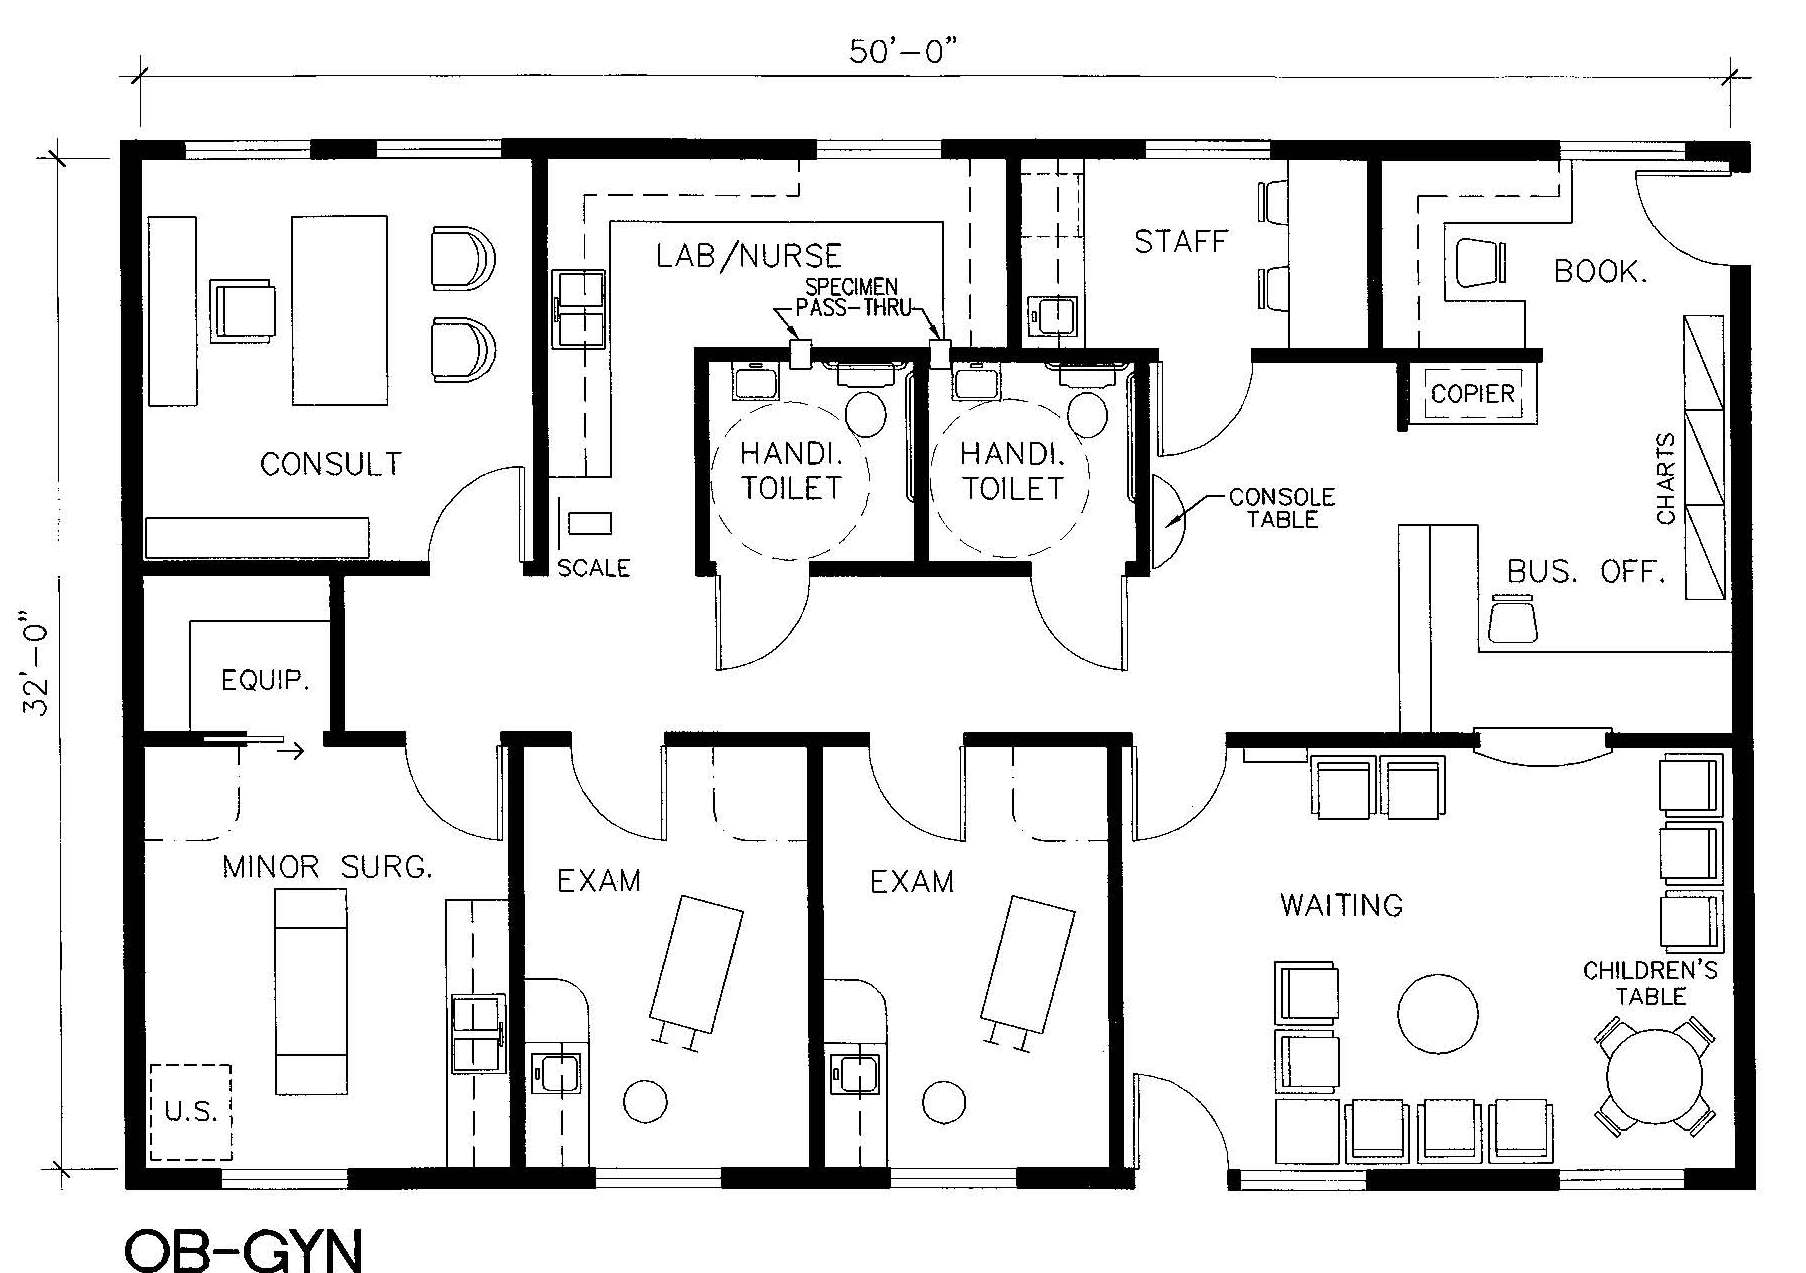 50'-0"
32'-0"
LAB/NURSE
SPECIMEN
PASS-THRU
STAFF
BOOK.
CONSULT
HANDI.
TOILET
HANDI.
TOILET
COPIER
CHARTS
CONSOLE
TABLE
SCALE
BUS. OFF.
EQUIP.
MINOR SURG.
EXAM
EXAM
WAITING
CHILDREN'S
TABLE
U.S.
OB-GYN